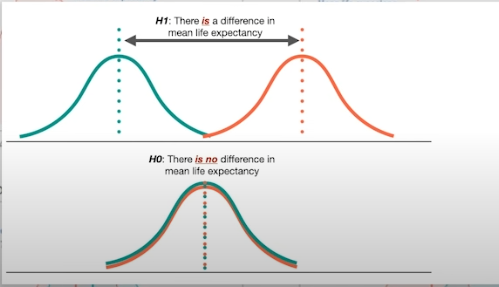 H1: There is a difference in
mean life expectancy
H0: There is no difference in
mean life expectancy